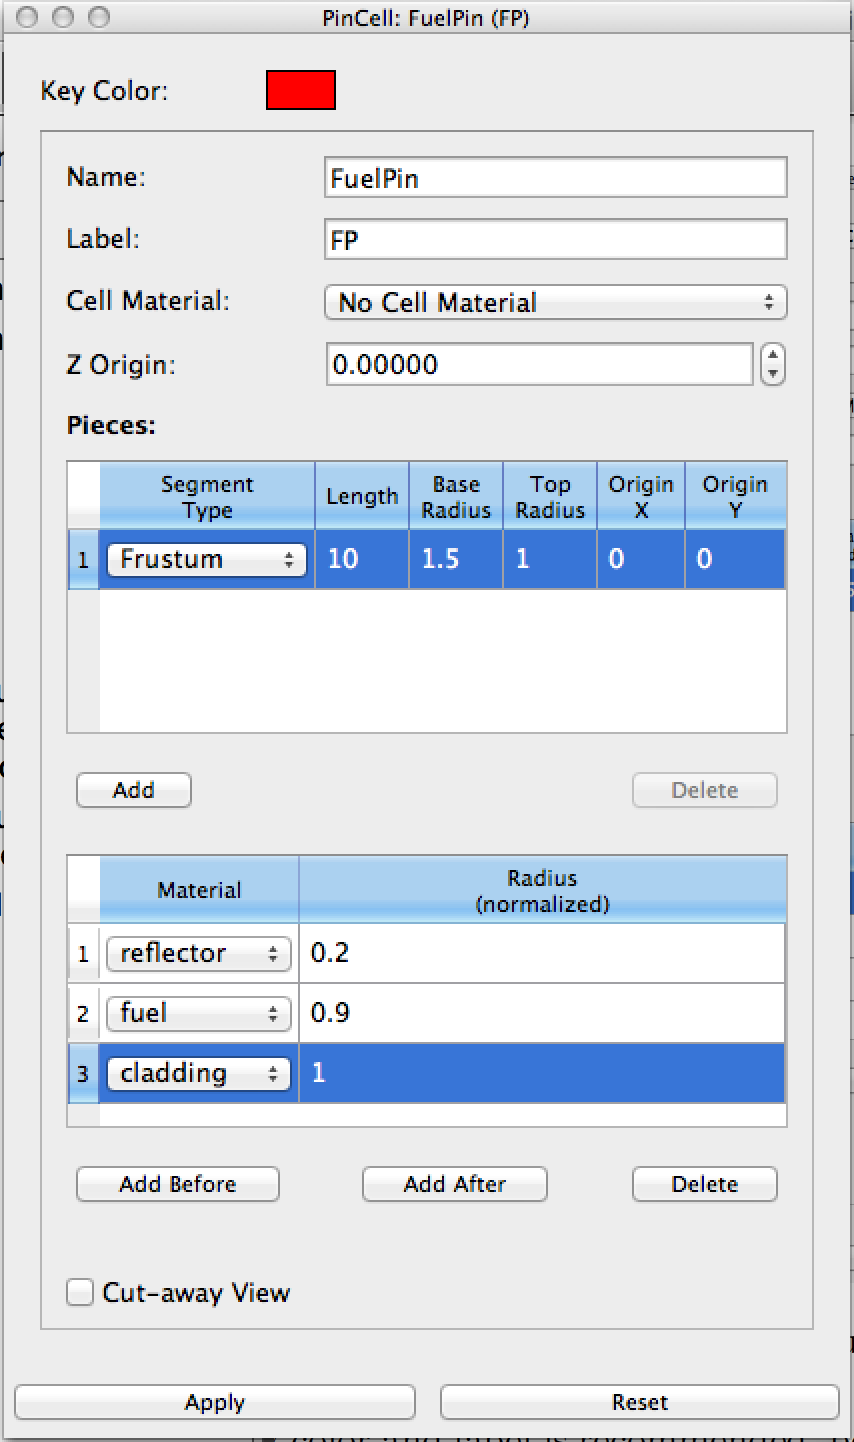 PinCell: FuelPin (FP)
Key Color:
Name: FuelPin
Label: FP
Cell Material: No Cell Material
Z Origin: 0.00000
Pieces:
Segment Type Length Base Radius Top Radius Origin X Origin Y
1 Frustum 10 1.5 1 0 0
Add Delete
Material Radius (normalized)
1 reflector 0.2
2 fuel 0.9
3 cladding 1
Add Before Add After Delete
Cut-away View
Apply Reset